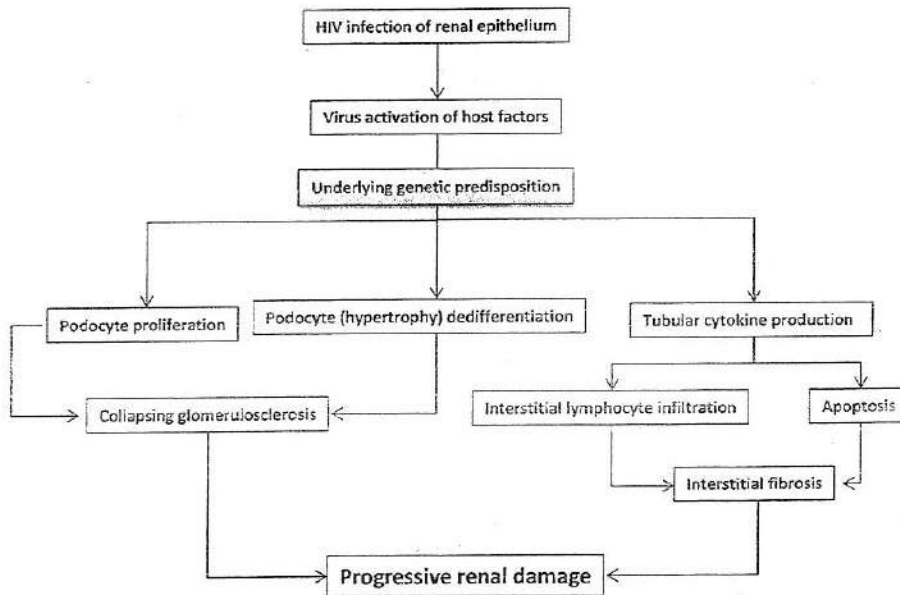 HIV infection of renal epithelium
Virus activation of host factors
Underlying genetic predisposition
Podocyte proliferation
Podocyte (hypertrophy) dedifferentiation
Tubular cytokine production
Collapsing glomerulosclerosis
Interstitial lymphocyte infiltration
Apoptosis
Interstitial fibrosis
Progressive renal damage